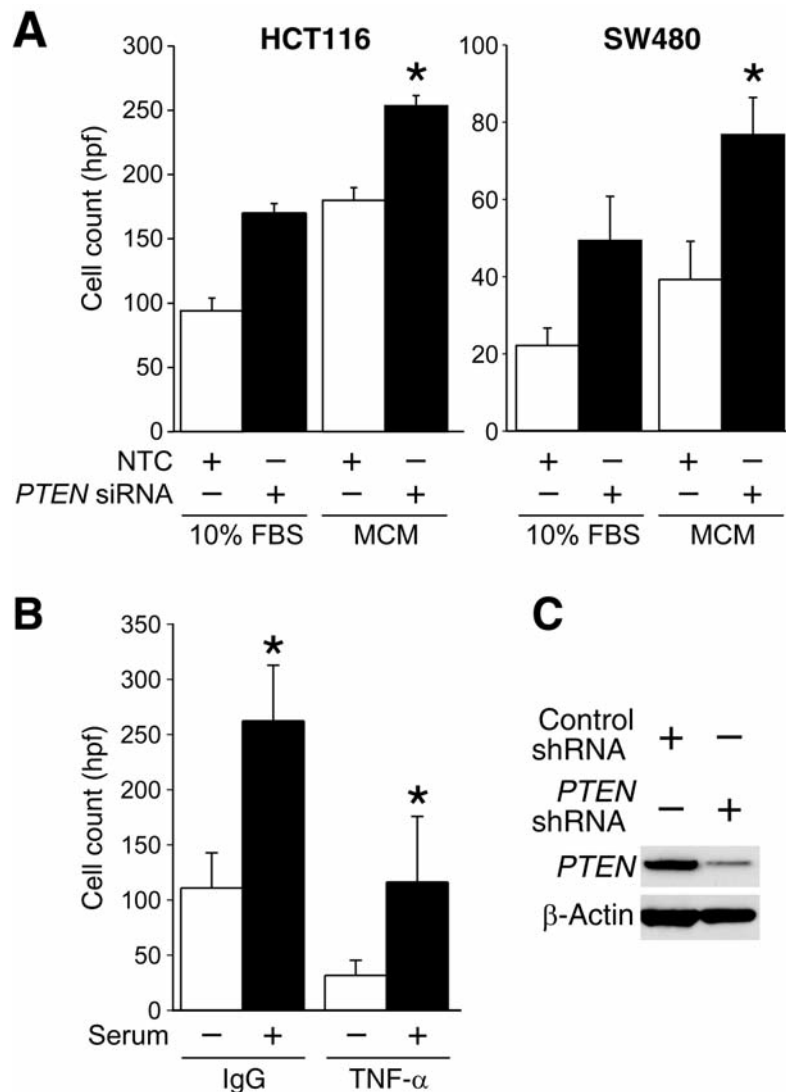 A
HCT116
SW480
Cell count (hpf)
300
250
200
150
100
50
0
*
100
80
60
40
20
0
*
NTC + − + − + − + −
PTEN siRNA − + − + − + − +
10% FBS MCM 10% FBS MCM
B
Cell count (hpf)
350
300
250
200
150
100
50
0
*
*
Serum − + − +
IgG TNF-α
C
Control
shRNA + −
PTEN
shRNA − +
PTEN
β-Actin